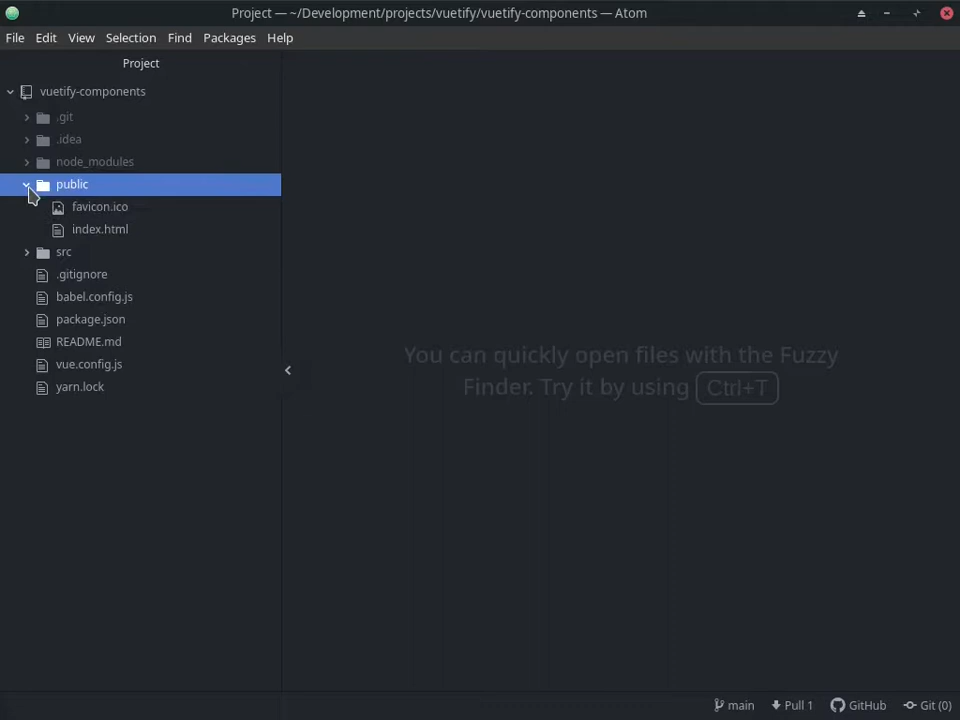 Project — ~/Development/projects/vuetify/vuetify-components — Atom
File Edit View Selection Find Packages Help
Project
vuetify-components
.git
.idea
node_modules
public
favicon.ico
index.html
src
.gitignore
babel.config.js
package.json
README.md
vue.config.js
yarn.lock
You can quickly open files with the Fuzzy
Finder. Try it by using Ctrl+T
main Pull 1 GitHub Git (0)